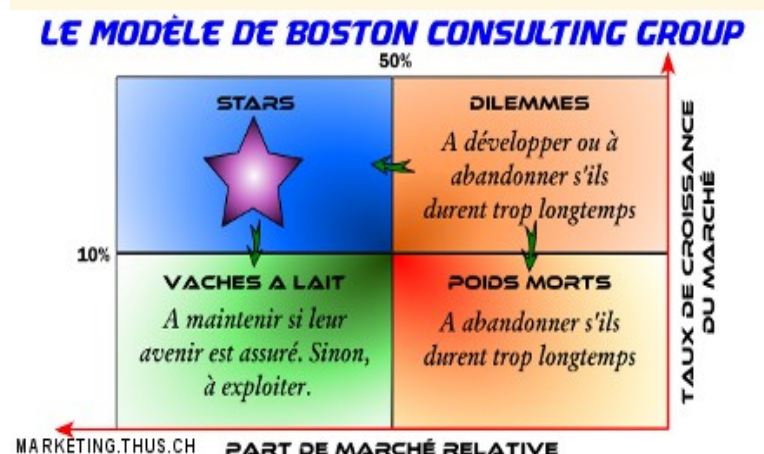 LE MODÈLE DE BOSTON CONSULTING GROUP
50%
STARS
DILEMMES
A développer ou à
abandonner s'ils
durent trop longtemps
10%
VACHES A LAIT
A maintenir si leur
avenir est assuré. Sinon,
à exploiter.
POIDS MORTS
A abandonner s'ils
durent trop longtemps
TAUX DE CROISSANCE
DU MARCHÉ
MARKETING.THUS.CH
PART DE MARCHÉ RELATIVE